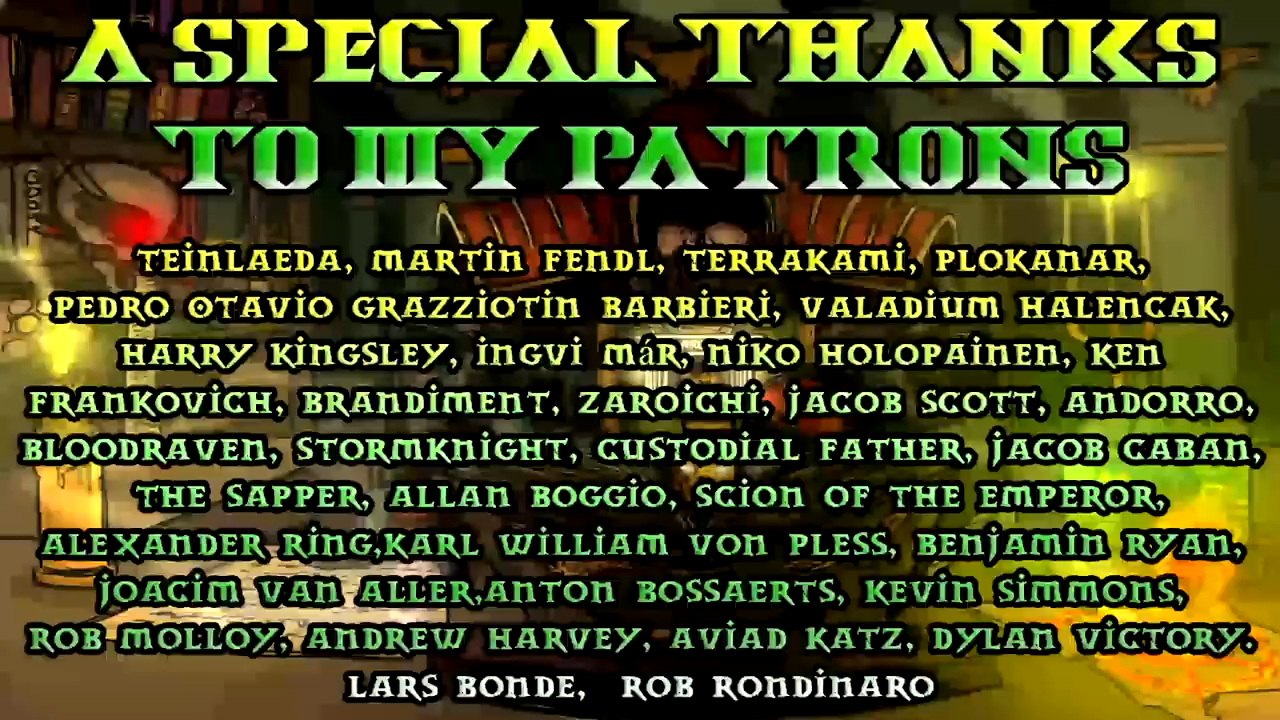 A SPECIAL THANKS
TO MY PATRONS
TEINLAEDA, MARTIN FENDL, TERRAKAMI, PLOKANAR,
PEDRO OTAVIO GRAZZIOTIN BARBIERI, VALADIUM HALENCAK,
HARRY KINGSLEY, INGVI MáR, NIKO HOLOPAINEN, KEN
FRANKOVICH, BRANDIMENT, ZAROICHI, JACOB SCOTT, ANDORRO,
BLOODRAVEN, STORMKNIGHT, CUSTODIAL FATHER, JACOB CABAN,
THE SAPPER, ALLAN BOGGIO, SCION OF THE EMPEROR,
ALEXANDER RING,KARL WILLIAM VON PLESS, BENJAMIN RYAN,
JOACIM VAN ALLER,ANTON BOSSAERTS, KEVIN SIMMONS,
ROB MOLLOY, ANDREW HARVEY, AVIAD KATZ, DYLAN VICTORY.
LARS BONDE, ROB RONDINARO